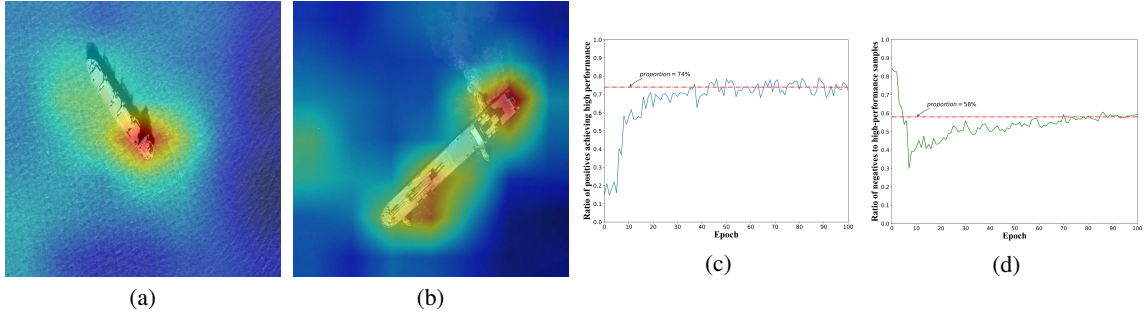 Ratio of positives achieving high performance
1.0
0.9
0.8
0.7
0.6
0.5
0.4
0.3
0.2
0.1
0.0
proportion = 74%
0 10 20 30 40 50 60 70 80 90 100
Epoch
Ratio of negatives to high-performance samples
1.0
0.9
0.8
0.7
0.6
0.5
0.4
0.3
0.2
0.1
0.0
proportion = 58%
0 10 20 30 40 50 60 70 80 90 100
Epoch
(a)
(b)
(c)
(d)